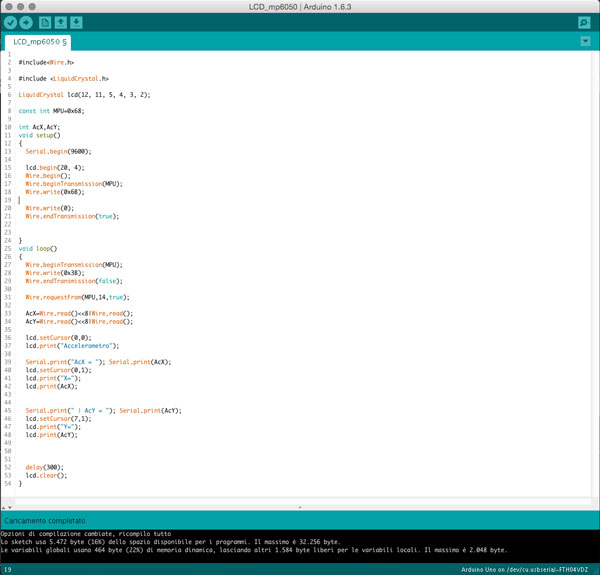 LCD_mp6050 | Arduino 1.6.3
LCD_mp6050 §
1
2 #include<Wire.h>
3
4 #include <LiquidCrystal.h>
5
6 LiquidCrystal lcd(12, 11, 5, 4, 3, 2);
7
8 const int MPU=0x68;
9
10 int AcX,AcY;
11 void setup()
12 {
13 Serial.begin(9600);
14
15 lcd.begin(20, 4);
16 Wire.begin();
17 Wire.beginTransmission(MPU);
18 Wire.write(0x6B);
19
20 Wire.write(0);
21 Wire.endTransmission(true);
22
23
24 }
25 void loop()
26 {
27 Wire.beginTransmission(MPU);
28 Wire.write(0x3B);
29 Wire.endTransmission(false);
30
31 Wire.requestFrom(MPU,14,true);
32
33 AcX=Wire.read()<<8|Wire.read();
34 AcY=Wire.read()<<8|Wire.read();
35
36 lcd.setCursor(0,0);
37 lcd.print("Accelerometro");
38
39 Serial.print("AcX = "); Serial.print(AcX);
40 lcd.setCursor(0,1);
41 lcd.print("X=");
42 lcd.print(AcX);
43
44
45 Serial.print(" | AcY = "); Serial.print(AcY);
46 lcd.setCursor(7,1);
47 lcd.print("Y=");
48 lcd.print(AcY);
49
50
51
52 delay(300);
53 lcd.clear();
54 }
Caricamento completato
Opzioni di compilazione cambiate, ricompilo tutto
Lo sketch usa 5.472 byte (16%) dello spazio disponibile per i programmi. Il massimo è 32.256 byte.
Le variabili globali usano 464 byte (22%) di memoria dinamica, lasciando altri 1.584 byte liberi per le variabili locali. Il massimo è 2.048 byte.
19 Arduino Uno on /dev/cu.usbserial-FTH04VDZ